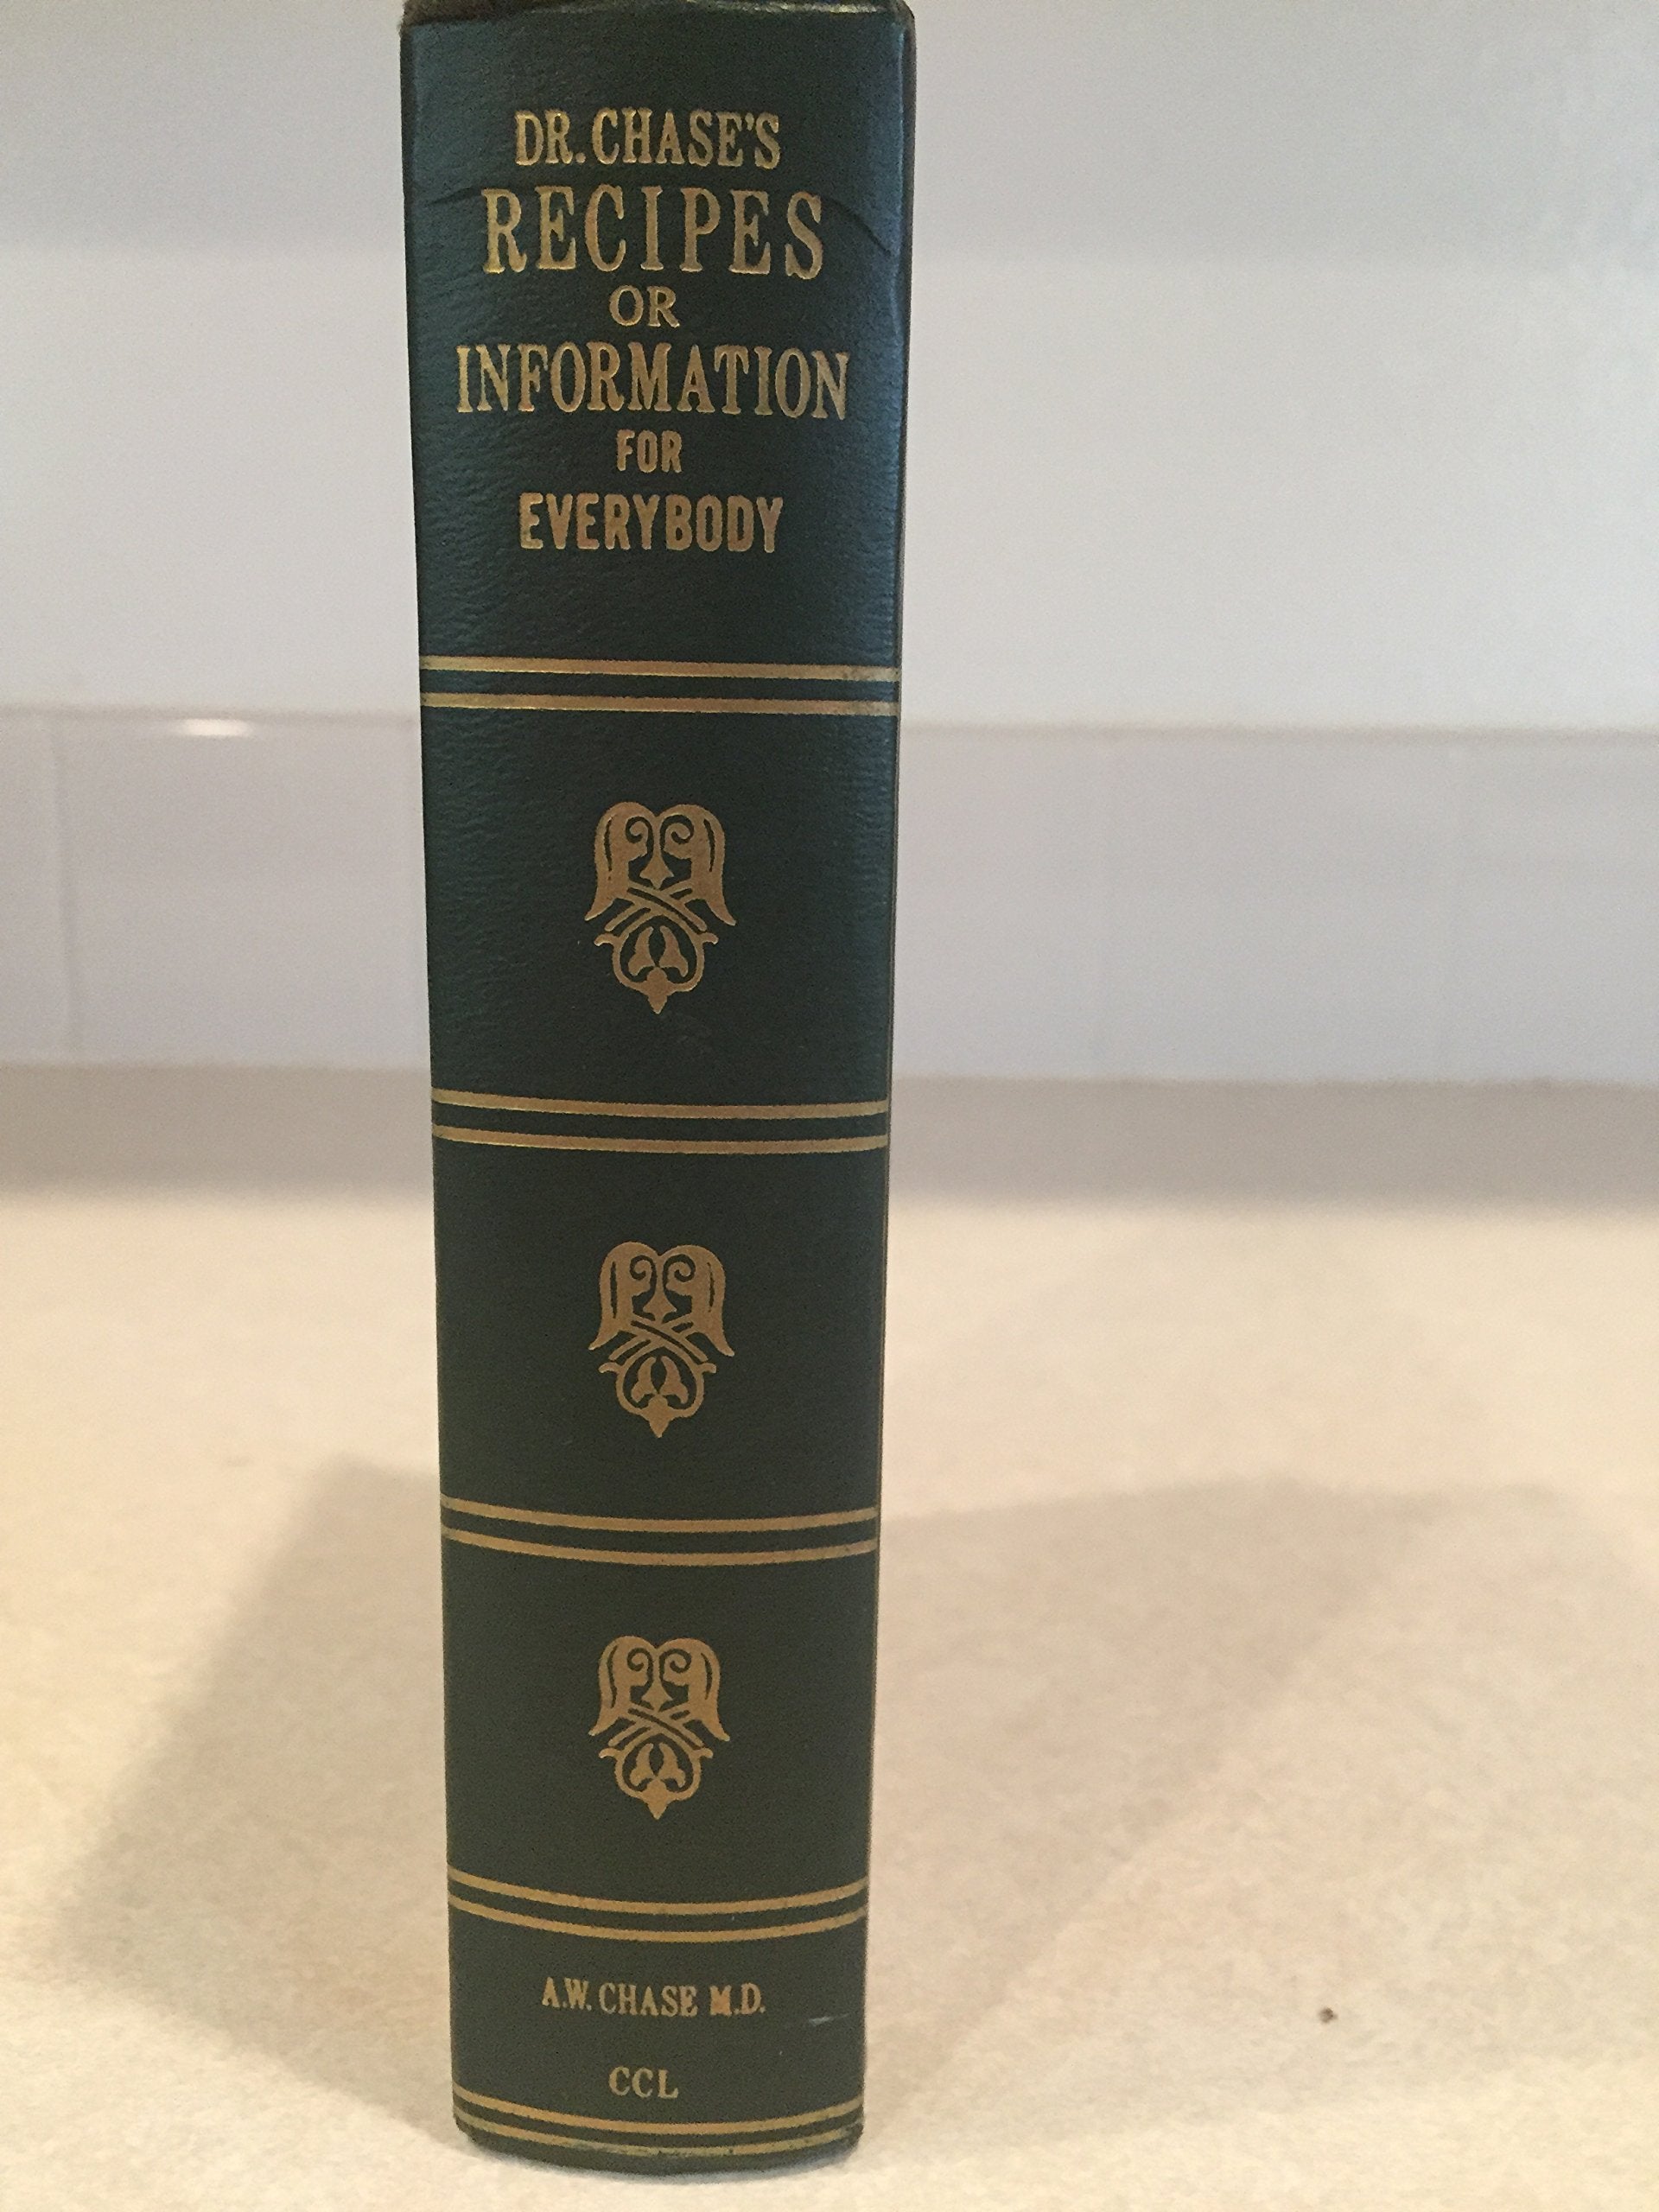 DR. CHASE'S
RECIPES
OR
INFORMATION
FOR
EVERYBODY
A.W. CHASE M.D.
CCL